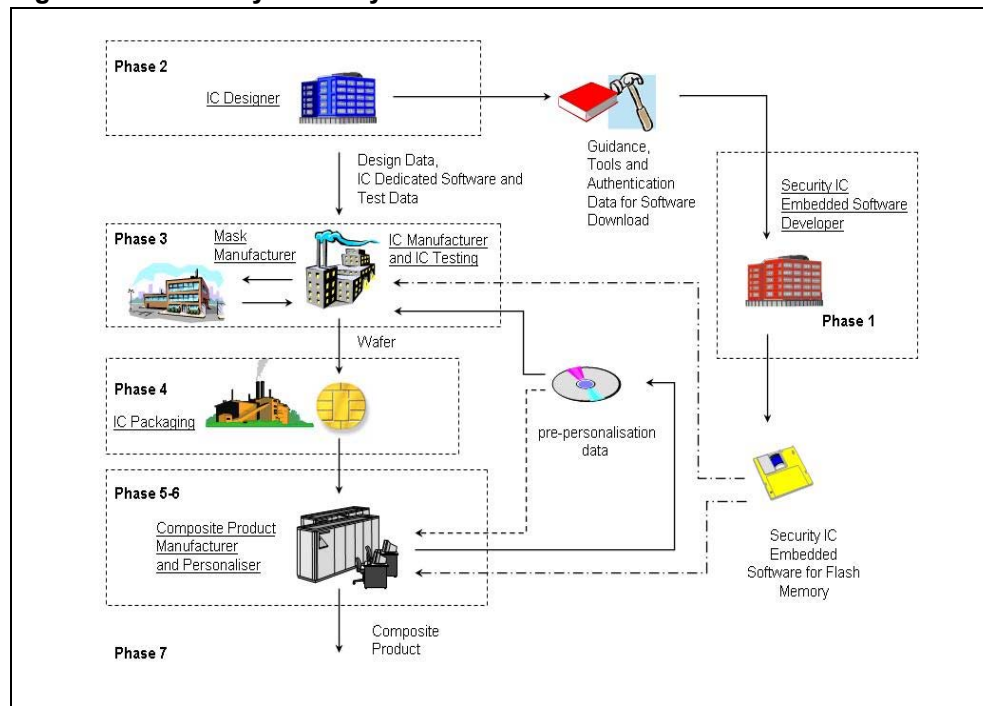 Phase 2
IC Designer
Design Data,
IC Dedicated Software and
Test Data
Guidance,
Tools and
Authentication
Data for Software
Download
Security IC
Embedded Software
Developer
Phase 1
Phase 3
Mask
Manufacturer
IC Manufacturer
and IC Testing
Wafer
Phase 4
IC Packaging
pre-personalisation
data
Phase 5-6
Composite Product
Manufacturer
and Personaliser
Security IC
Embedded
Software for Flash
Memory
Composite
Product
Phase 7